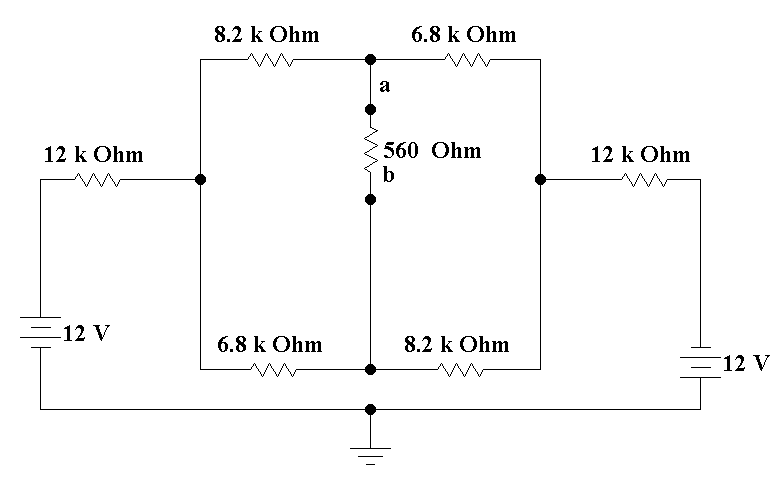 8.2 k Ohm
6.8 k Ohm
a
12 k Ohm
560 Ohm
12 k Ohm
b
12 V
6.8 k Ohm
8.2 k Ohm
12 V